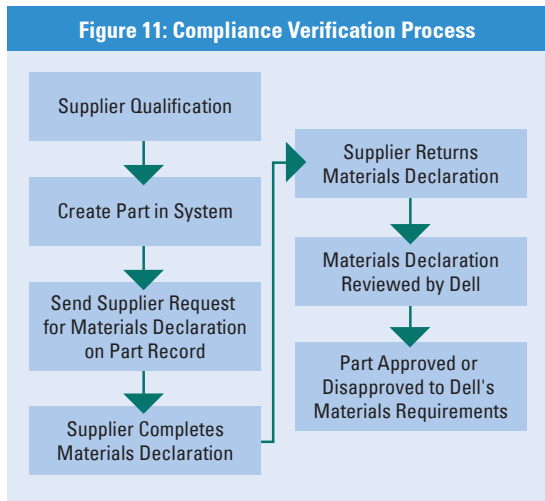 Figure 11: Compliance Verification Process
Supplier Qualification
Create Part in System
Send Supplier Request
for Materials Declaration
on Part Record
Supplier Completes
Materials Declaration
Supplier Returns
Materials Declaration
Materials Declaration
Reviewed by Dell
Part Approved or
Disapproved to Dell's
Materials Requirements